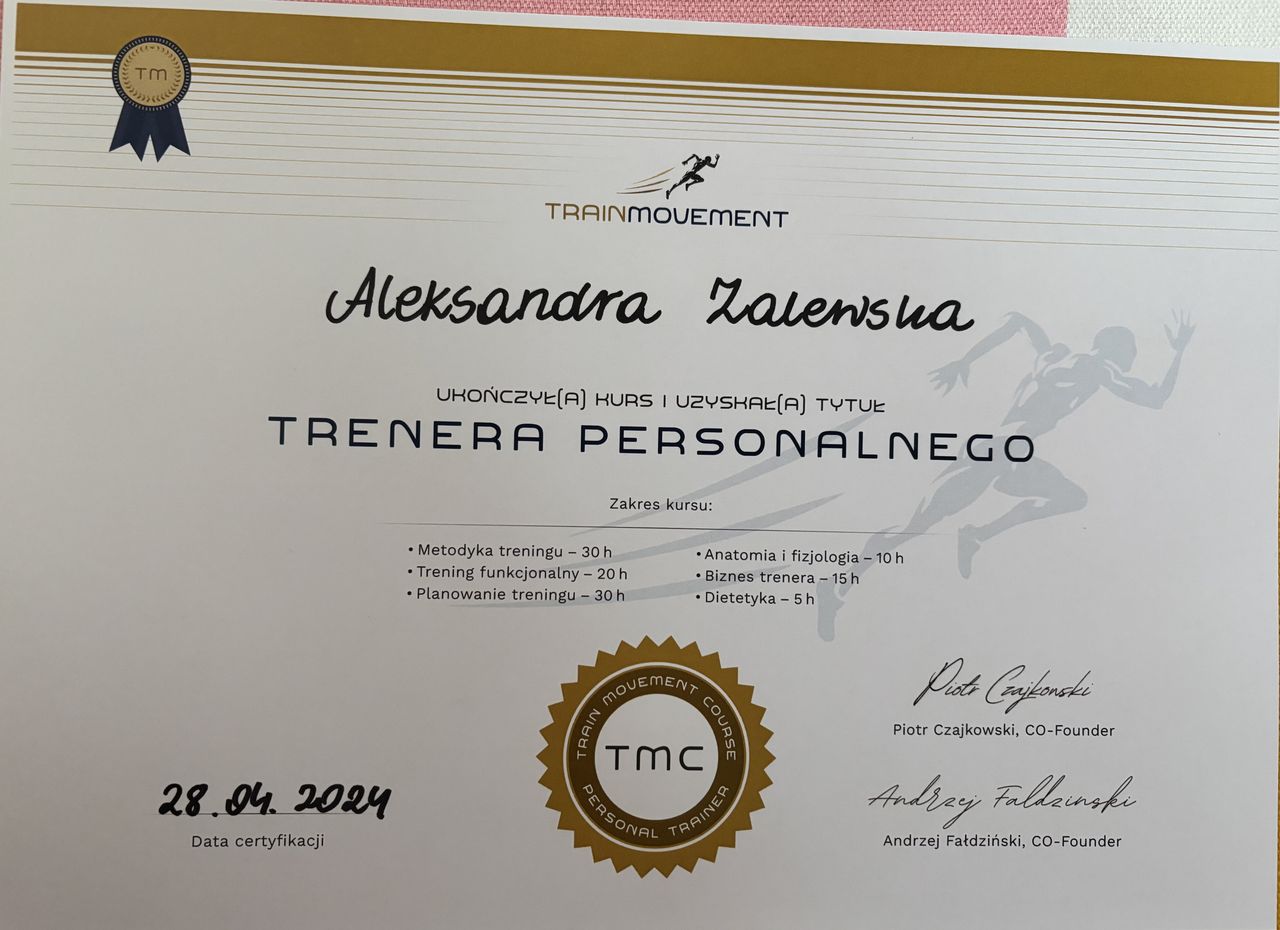 TM
TRAINMOVEMENT
Aleksandra Zalewska
UKOŃCZYŁ(A) KURS I UZYSKAŁ(A) TYTUŁ
TRENERA PERSONALNEGO
Zakres kursu:
• Metodyka treningu – 30 h
• Trening funkcjonalny – 20 h
• Planowanie treningu – 30 h
• Anatomia i fizjologia – 10 h
• Biznes trenera – 15 h
• Dietetyka – 5 h
TRAIN MOVEMENT COURSE
TMC
PERSONAL TRAINER
28.04.2024
Data certyfikacji
Piotr Czajkowski
Piotr Czajkowski, CO-Founder
Andrzej Faldzinski
Andrzej Fałdziński, CO-Founder